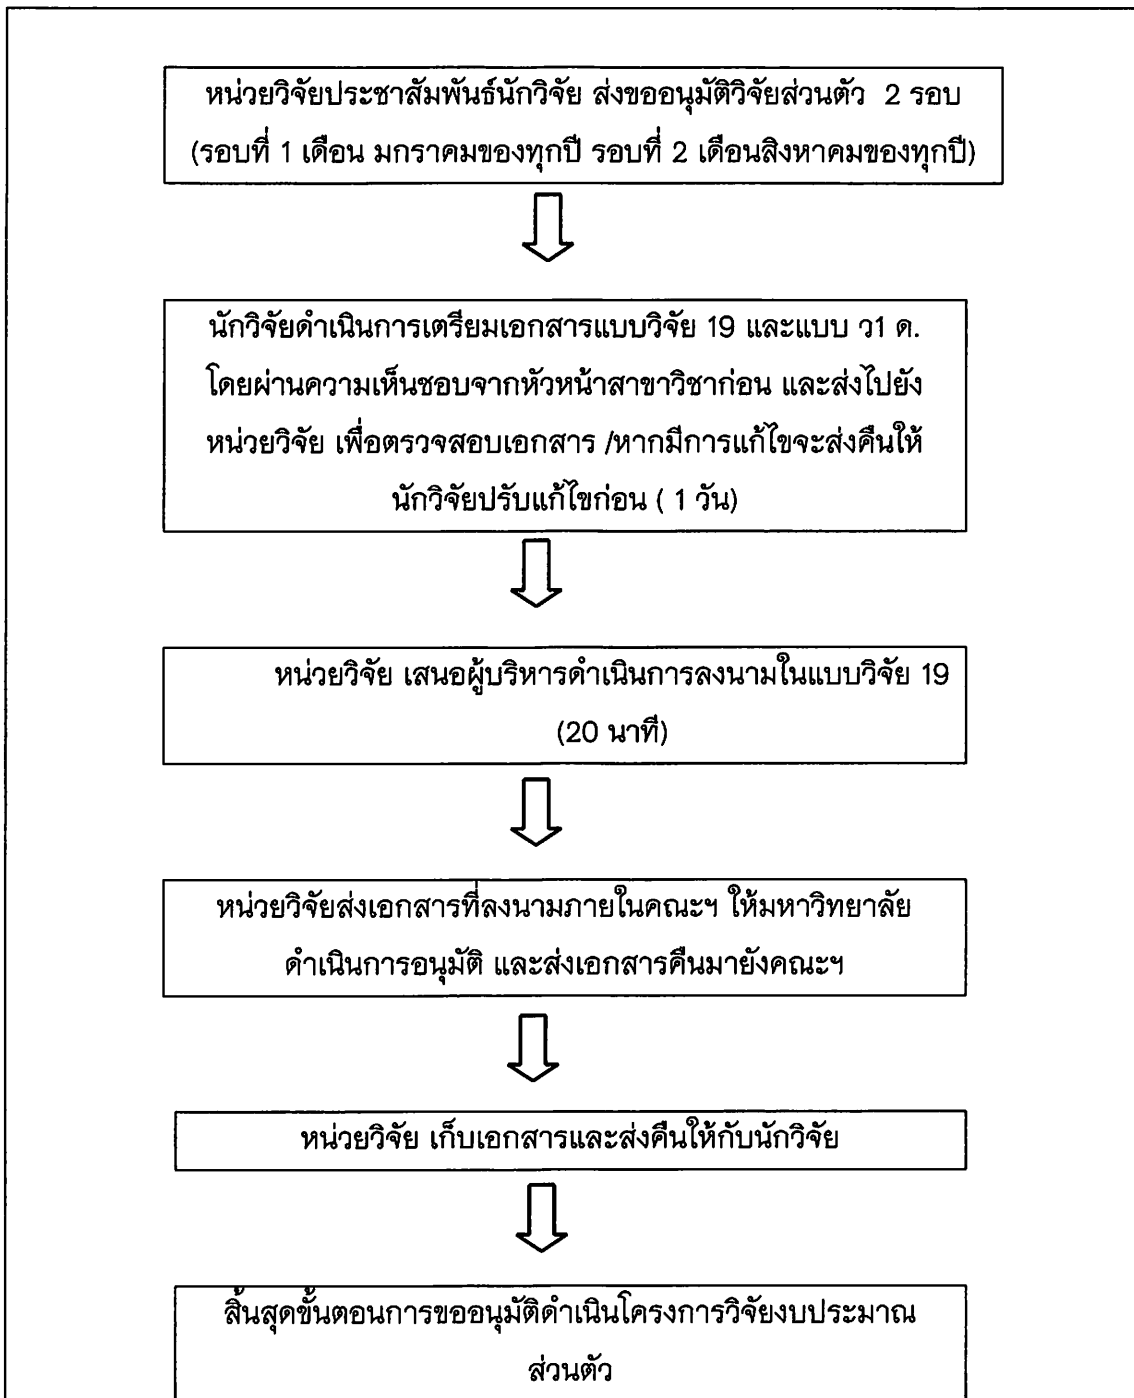 หน่วยวิจัยประชาสัมพันธ์นักวิจัย ส่งขออนุมัติวิจัยส่วนตัว 2 รอบ
(รอบที่ 1 เดือน มกราคมของทุกปี รอบที่ 2 เดือนสิงหาคมของทุกปี)
นักวิจัยดำเนินการเตรียมเอกสารแบบวิจัย 19 และแบบ ว1 ด.
โดยผ่านความเห็นชอบจากหัวหน้าสาขาวิชาก่อน และส่งไปยัง
หน่วยวิจัย เพื่อตรวจสอบเอกสาร /หากมีการแก้ไขจะส่งคืนให้
นักวิจัยปรับแก้ไขก่อน ( 1 วัน)
หน่วยวิจัย เสนอผู้บริหารดำเนินการลงนามในแบบวิจัย 19
(20 นาที)
หน่วยวิจัยส่งเอกสารที่ลงนามภายในคณะฯ ให้มหาวิทยาลัย
ดำเนินการอนุมัติ และส่งเอกสารคืนมายังคณะฯ
หน่วยวิจัย เก็บเอกสารและส่งคืนให้กับนักวิจัย
สิ้นสุดขั้นตอนการขออนุมัติดำเนินโครงการวิจัยงบประมาณ
ส่วนตัว